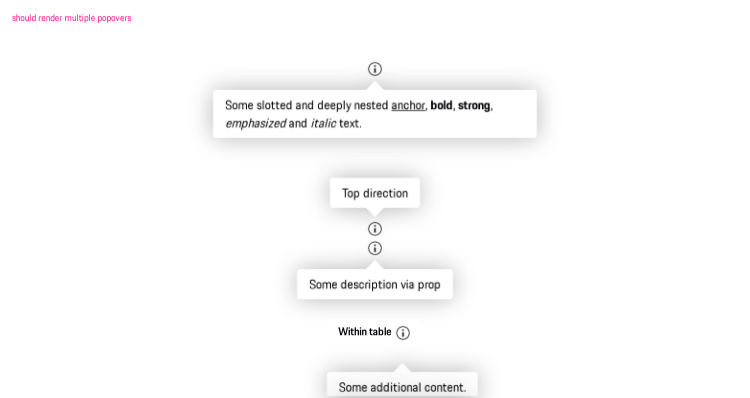 should render multiple popovers
Some slotted and deeply nested anchor, bold, strong,
emphasized and italic text.
Top direction
Some description via prop
Within table
Some additional content.